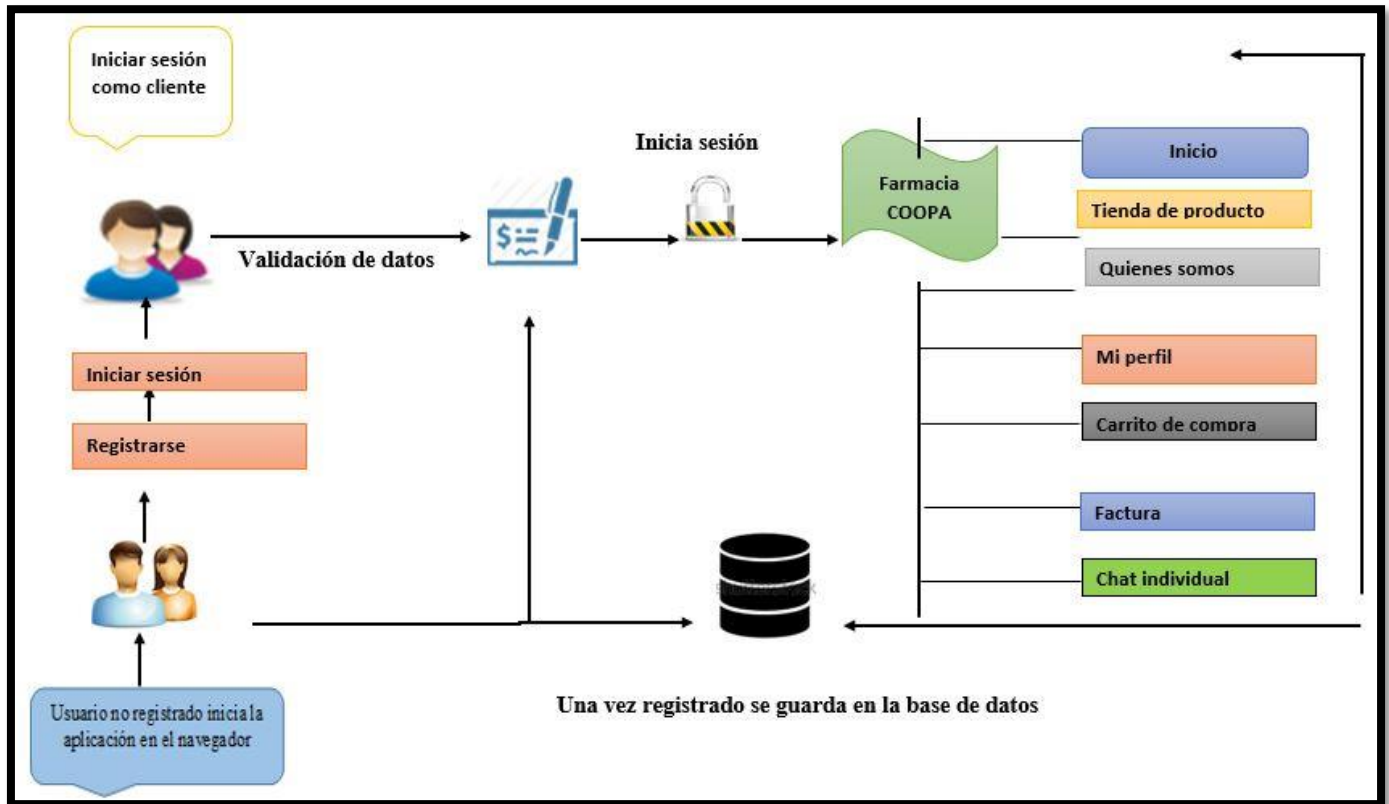 Iniciar sesión
como cliente
Inicia sesión
Farmacia
COOPA
Inicio
Tienda de producto
Validación de datos
Quienes somos
Iniciar sesión
Mi perfil
Registrarse
Carrito de compra
Factura
Chat individual
Usuario no registrado inicia la
aplicación en el navegador
Una vez registrado se guarda en la base de datos